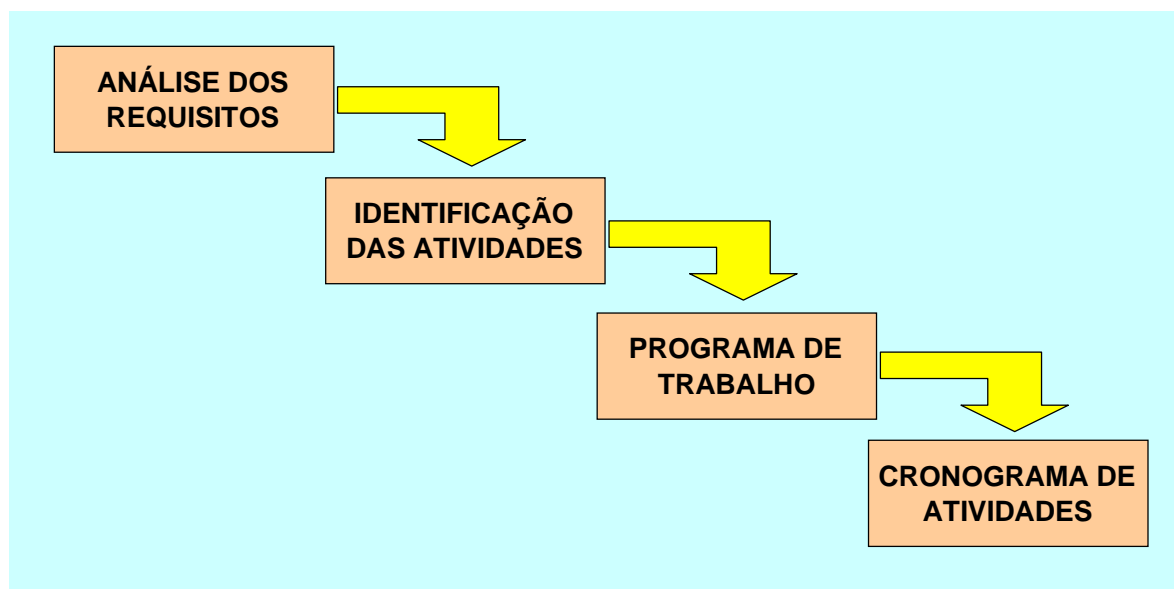 ANÁLISE DOS
REQUISITOS
IDENTIFICAÇÃO
DAS ATIVIDADES
PROGRAMA DE
TRABALHO
CRONOGRAMA DE
ATIVIDADES